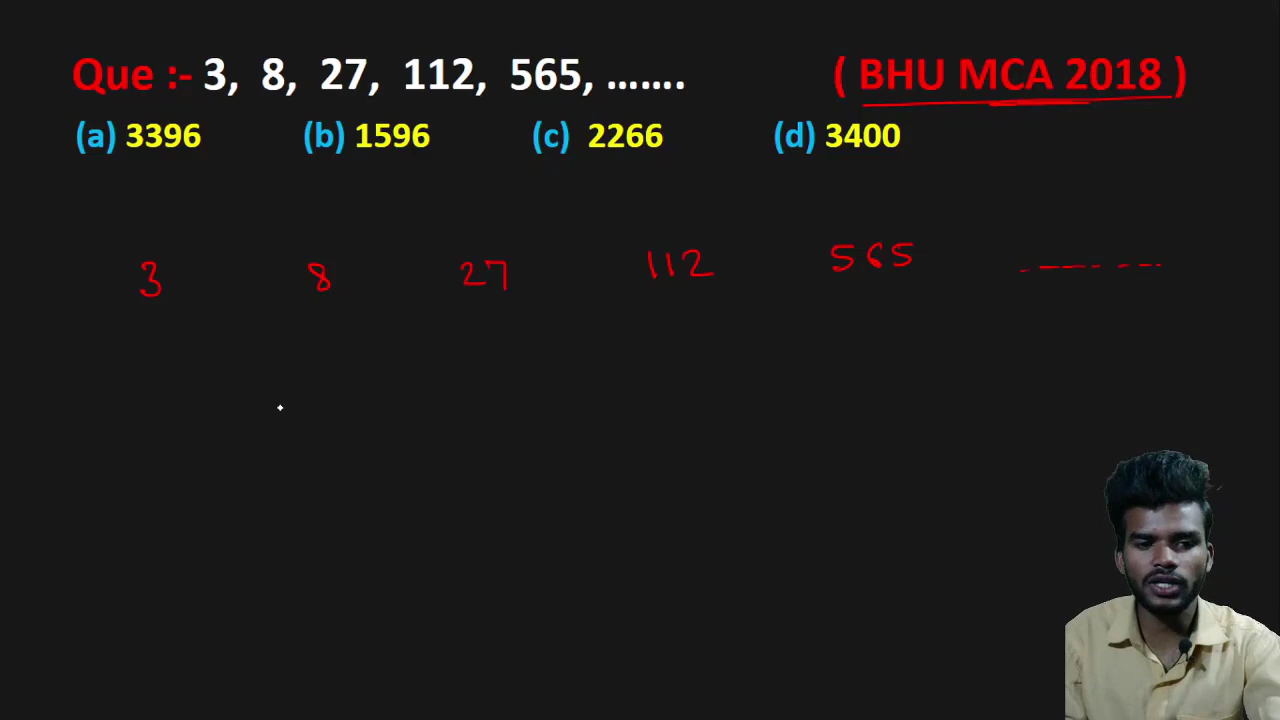 Que :- 3, 8, 27, 112, 565, ....... ( BHU MCA 2018 )
(a) 3396 (b) 1596 (c) 2266 (d) 3400
3 8 27 112 565